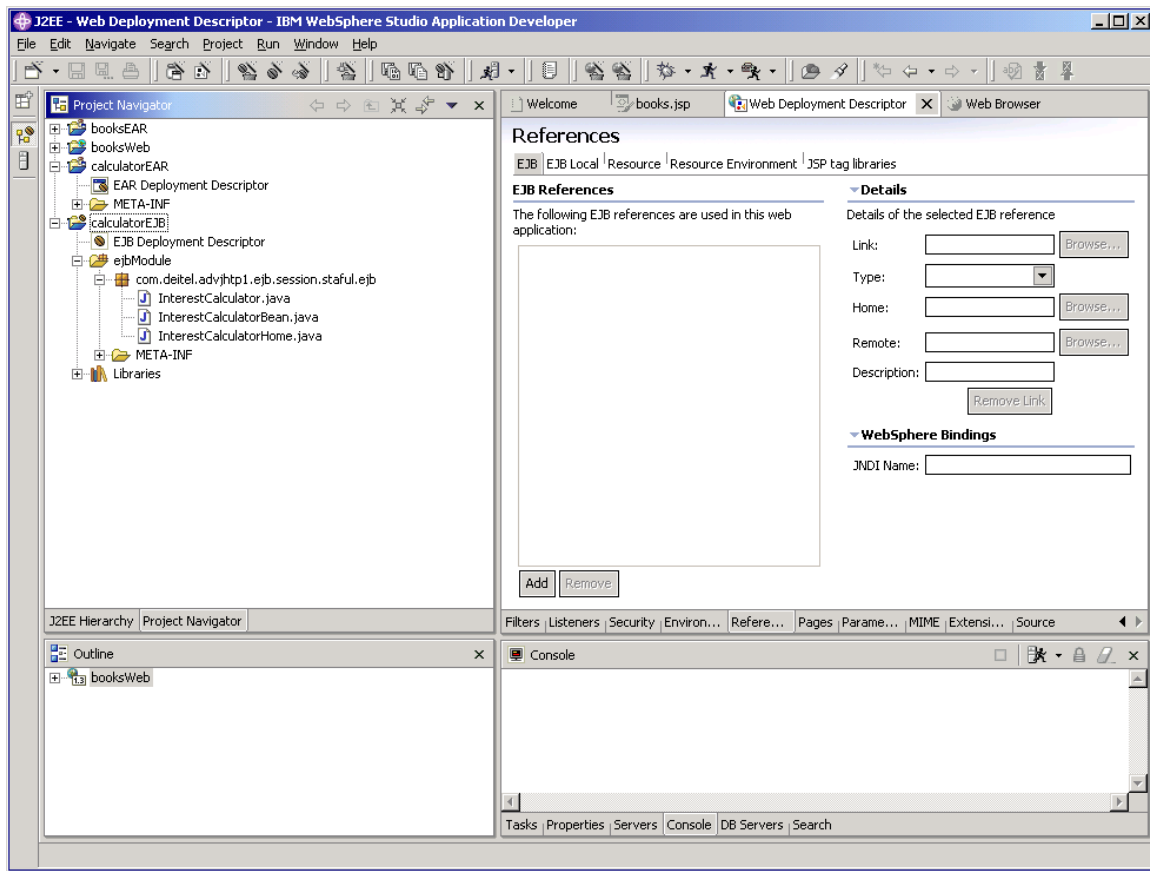 J2EE - Web Deployment Descriptor - IBM WebSphere Studio Application Developer
File Edit Navigate Search Project Run Window Help
Project Navigator
booksEAR
booksWeb
calculatorEAR
EAR Deployment Descriptor
META-INF
calculatorEJB
EJB Deployment Descriptor
ejbModule
com.deitel.advjhtp1.ejb.session.staful.ejb
InterestCalculator.java
InterestCalculatorBean.java
InterestCalculatorHome.java
META-INF
Libraries
J2EE Hierarchy Project Navigator
Welcome books.jsp Web Deployment Descriptor Web Browser
References
EJB EJB Local Resource Resource Environment JSP tag libraries
EJB References
The following EJB references are used in this web
application:
Add Remove
Details
Details of the selected EJB reference
Link: Browse...
Type:
Home: Browse...
Remote: Browse...
Description:
Remove Link
WebSphere Bindings
JNDI Name:
Filters Listeners Security Environ... Refere... Pages Parame... MIME Extensi... Source
Outline
1.3 booksWeb
Console
Tasks Properties Servers Console DB Servers Search